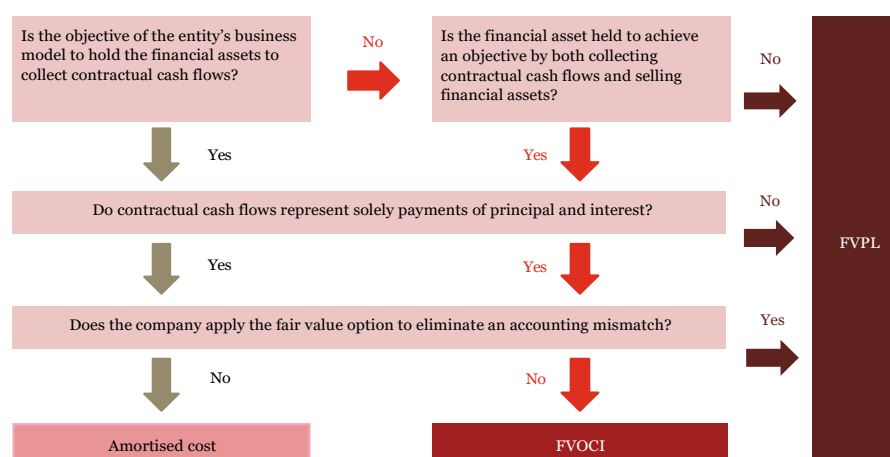 Is the objective of the entity’s business
model to hold the financial assets to
collect contractual cash flows?
No
Is the financial asset held to achieve
an objective by both collecting
contractual cash flows and selling
financial assets?
No
Yes
Yes
Do contractual cash flows represent solely payments of principal and interest?
No
FVPL
Yes
Yes
Does the company apply the fair value option to eliminate an accounting mismatch?
Yes
No
No
Amortised cost
FVOCI